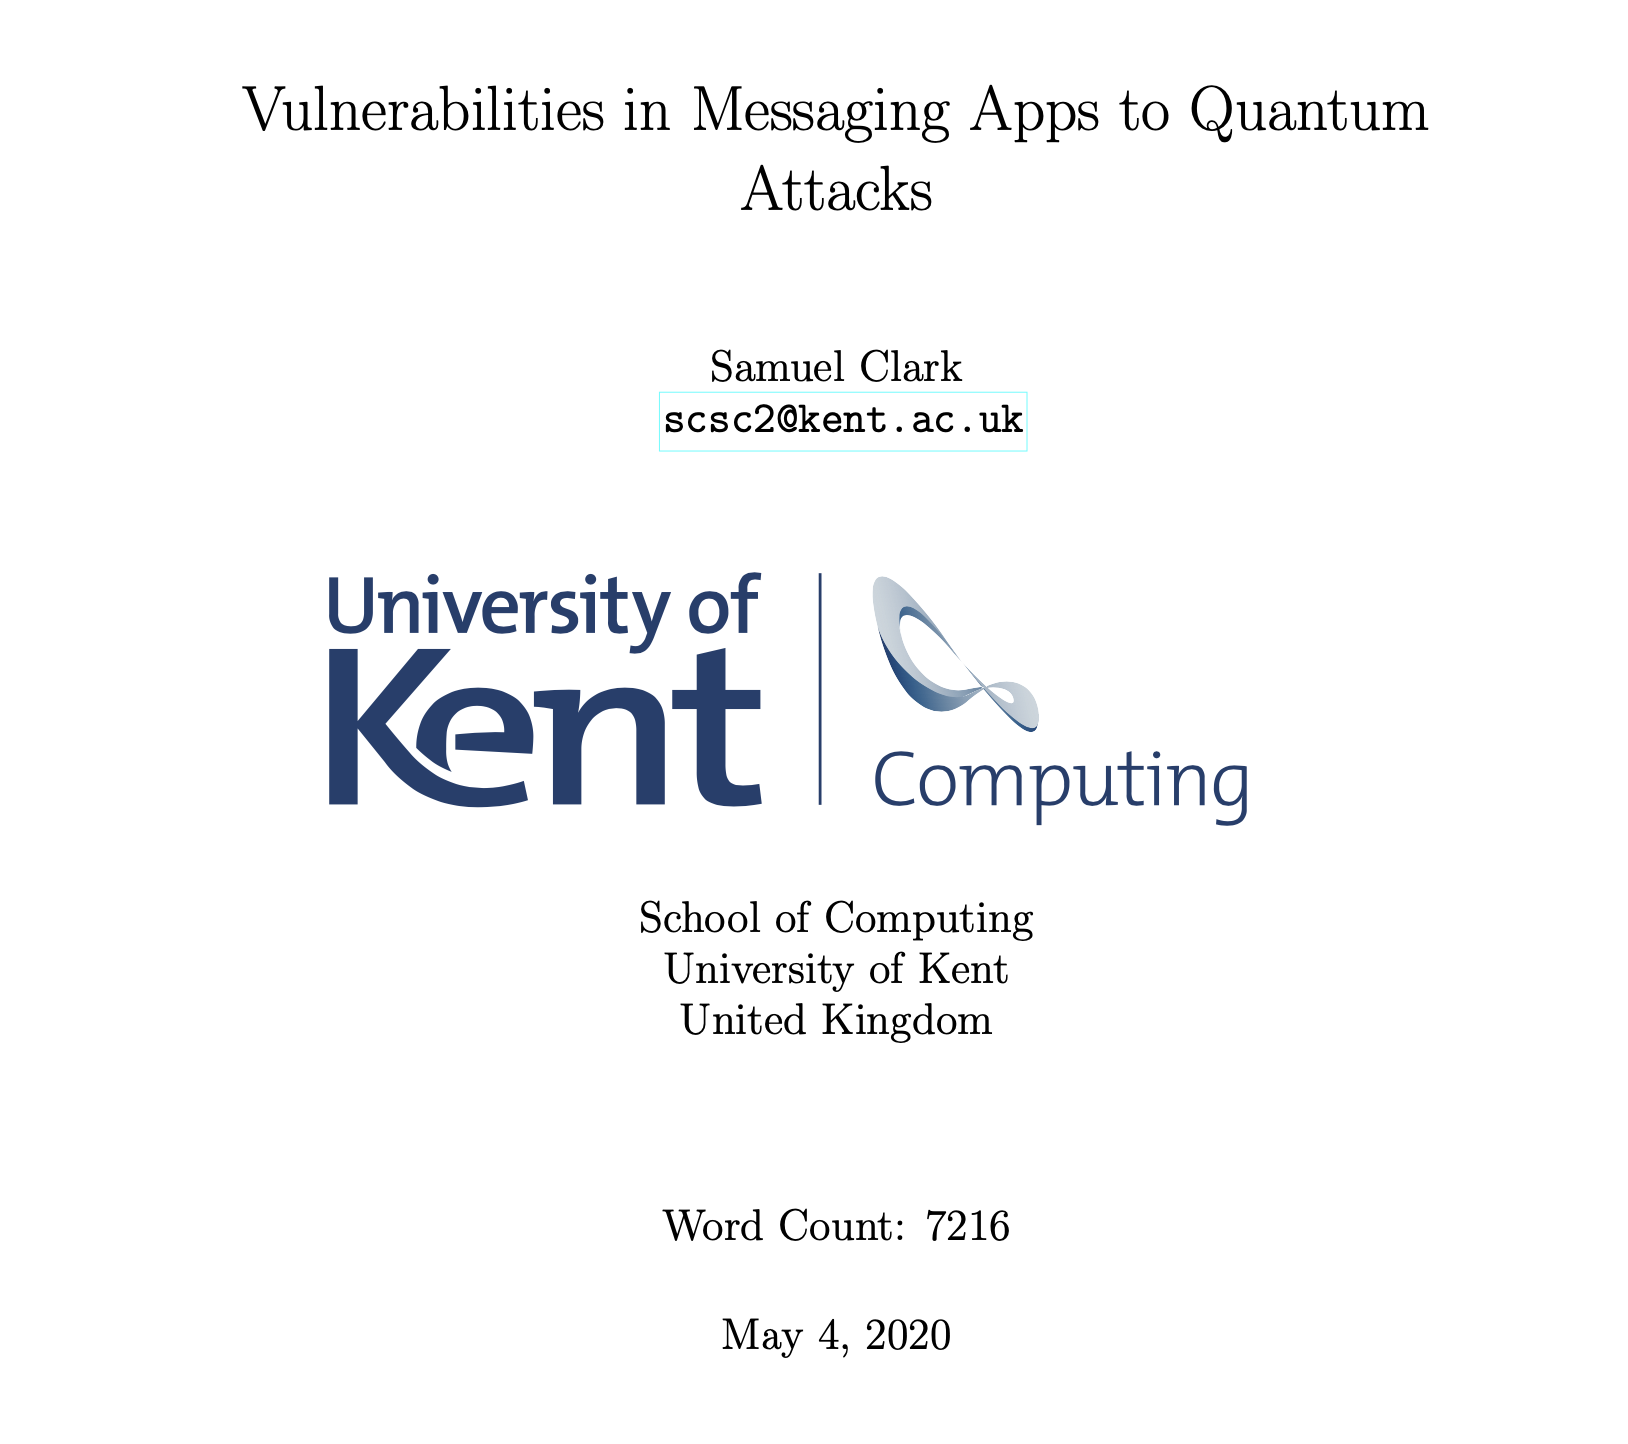 Vulnerabilities in Messaging Apps to Quantum
Attacks
Samuel Clark
scsc2@kent.ac.uk
University of
Kent
Computing
School of Computing
University of Kent
United Kingdom
Word Count: 7216
May 4, 2020